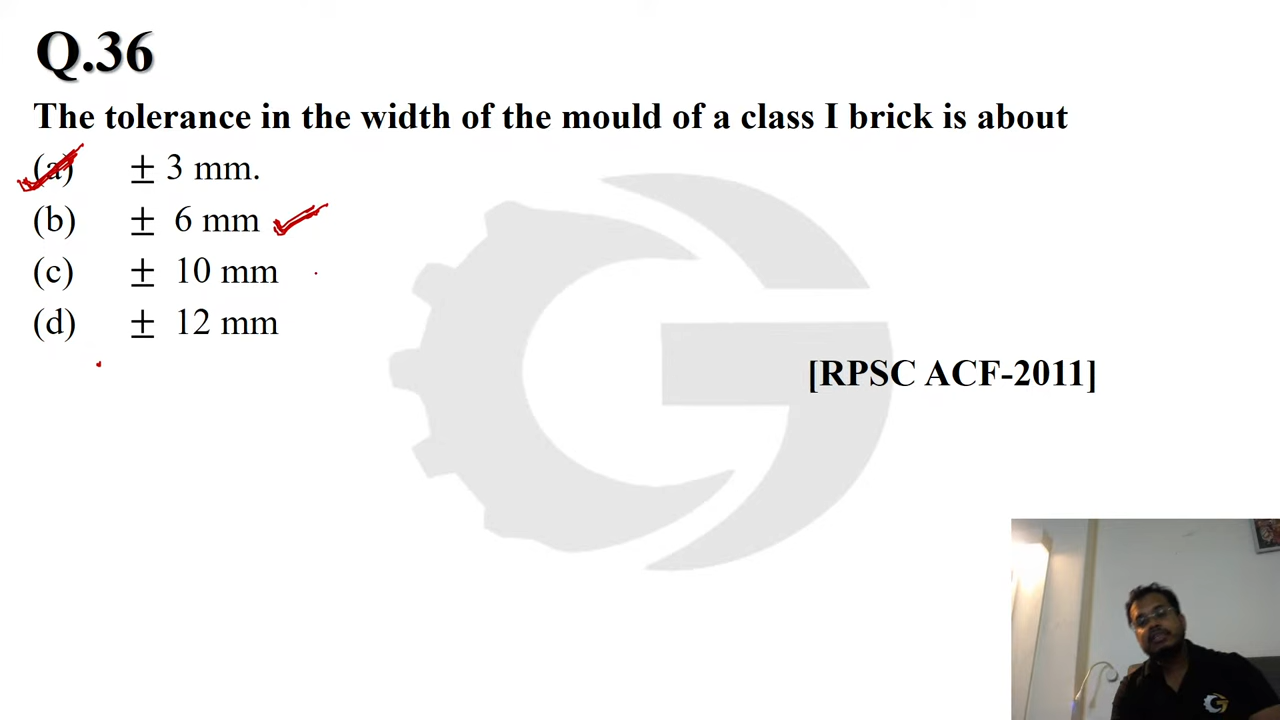 Q.36
The tolerance in the width of the mould of a class I brick is about
(a) ± 3 mm.
(b) ± 6 mm
(c) ± 10 mm
(d) ± 12 mm
[RPSC ACF-2011]